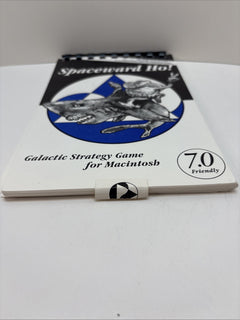 Spaceward Ho!
Galactic Strategy Game
for Macintosh
7.0
Friendly